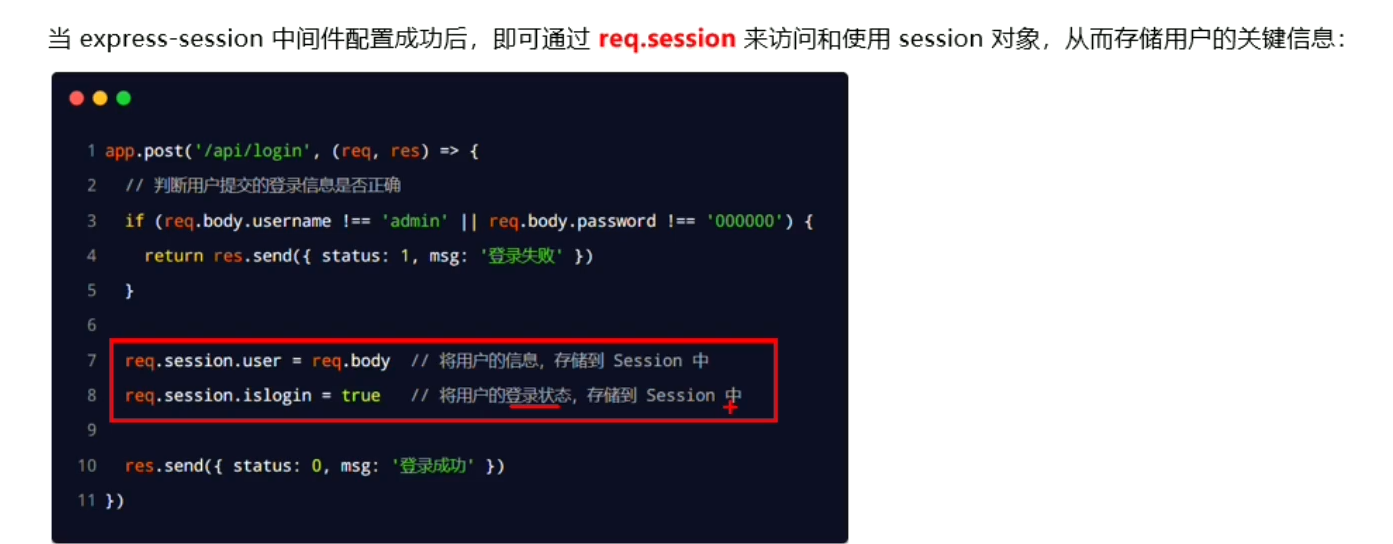 当 express-session 中间件配置成功后，即可通过 req.session 来访问和使用 session 对象，从而存储用户的关键信息：
1 app.post('/api/login', (req, res) => {
2   // 判断用户提交的登录信息是否正确
3   if (req.body.username !== 'admin' || req.body.password !== '000000') {
4     return res.send({ status: 1, msg: '登录失败' })
5   }
6
7   req.session.user = req.body  // 将用户的信息，存储到 Session 中
8   req.session.islogin = true   // 将用户的登录状态，存储到 Session 中
9
10   res.send({ status: 0, msg: '登录成功' })
11 })